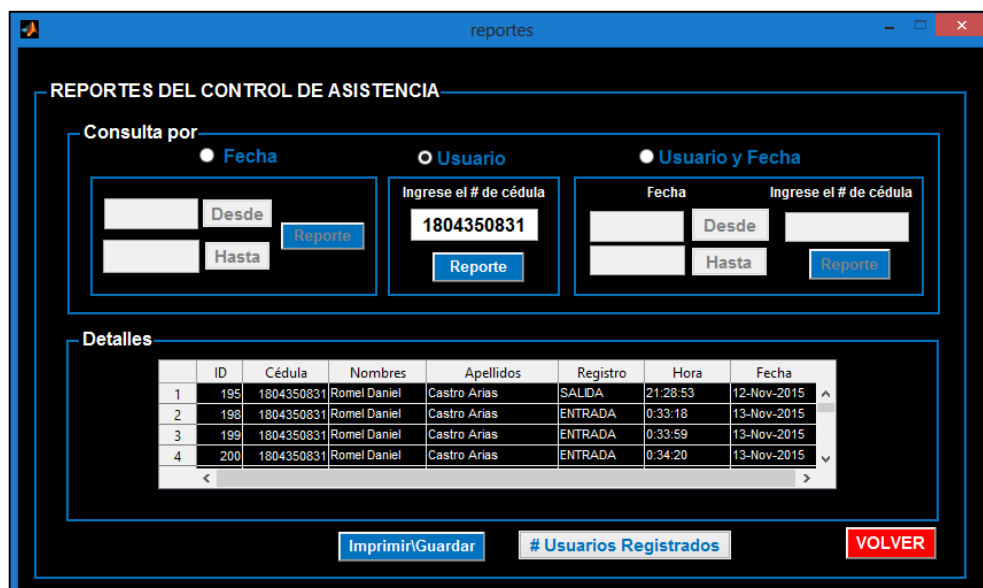 reportes
REPORTES DEL CONTROL DE ASISTENCIA
Consulta por
Fecha
Usuario
Usuario y Fecha
Desde
Hasta
Reporte
Ingrese el # de cédula
1804350831
Reporte
Fecha
Ingrese el # de cédula
Desde
Hasta
Reporte
Detalles
ID Cédula Nombres Apellidos Registro Hora Fecha
1 195 1804350831 Romel Daniel Castro Arias SALIDA 21:28:53 12-Nov-2015
2 198 1804350831 Romel Daniel Castro Arias ENTRADA 0:33:18 13-Nov-2015
3 199 1804350831 Romel Daniel Castro Arias ENTRADA 0:33:59 13-Nov-2015
4 200 1804350831 Romel Daniel Castro Arias ENTRADA 0:34:20 13-Nov-2015
Imprimir\Guardar
# Usuarios Registrados
VOLVER